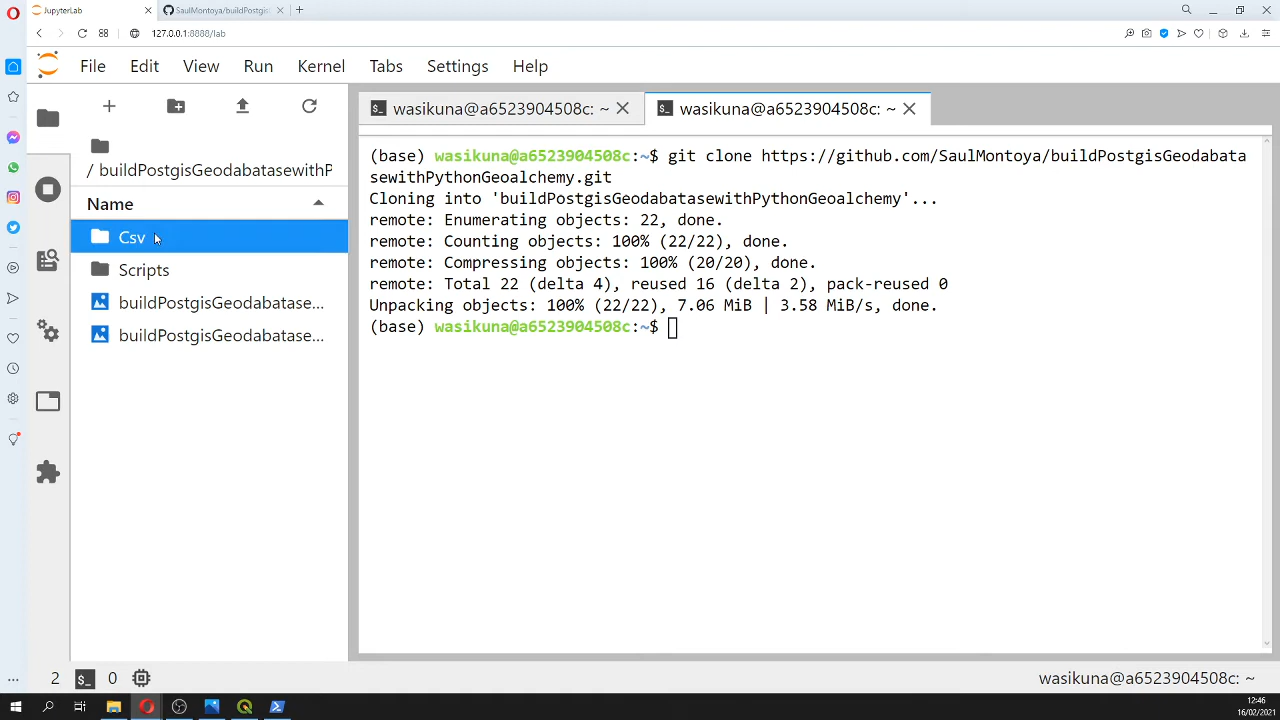 JupyterLab
SaulMontoya/buildPostgis
127.0.0.1:8888/lab
File Edit View Run Kernel Tabs Settings Help
wasikuna@a6523904508c: ~
wasikuna@a6523904508c: ~
/ buildPostgisGeodabatasewithP
Name
Csv
Scripts
buildPostgisGeodabatase...
buildPostgisGeodabatase...
(base) wasikuna@a6523904508c:~$ git clone https://github.com/SaulMontoya/buildPostgisGeodabata
sewithPythonGeoalchemy.git
Cloning into 'buildPostgisGeodabatasewithPythonGeoalchemy'...
remote: Enumerating objects: 22, done.
remote: Counting objects: 100% (22/22), done.
remote: Compressing objects: 100% (20/20), done.
remote: Total 22 (delta 4), reused 16 (delta 2), pack-reused 0
Unpacking objects: 100% (22/22), 7.06 MiB | 3.58 MiB/s, done.
(base) wasikuna@a6523904508c:~$
2 $_ 0
wasikuna@a6523904508c: ~
12:46
16/02/2021